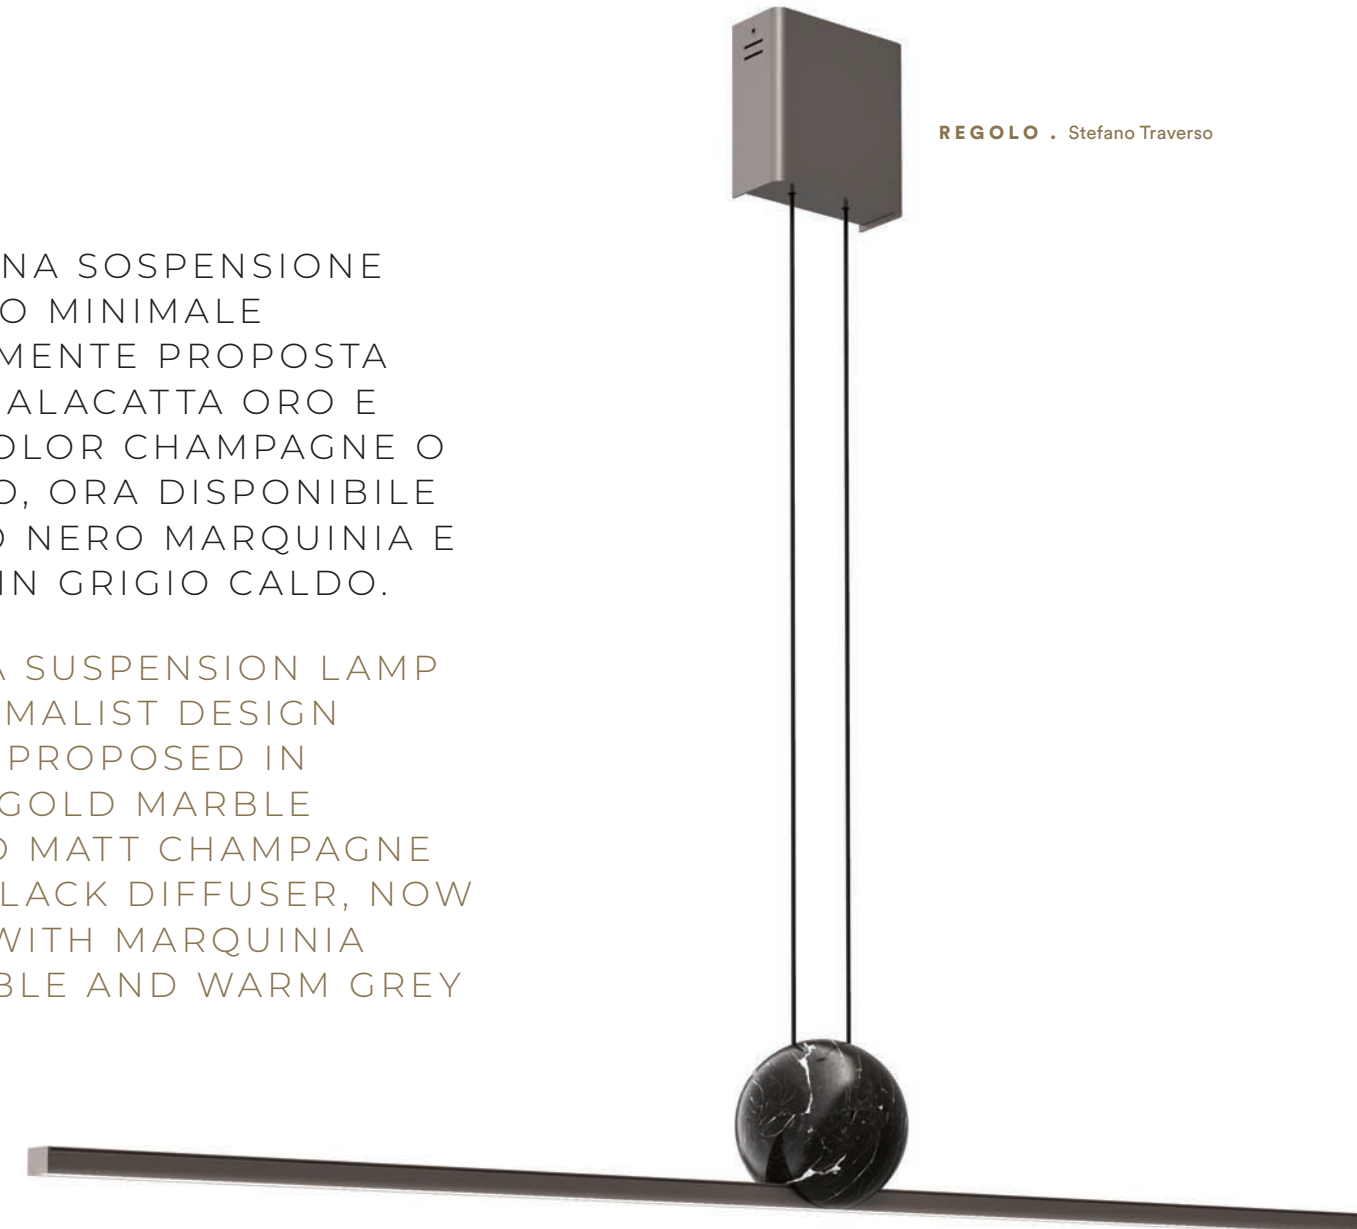 REGOLO . Stefano Traverso
NA SOSPENSIONE
O MINIMALE
MENTE PROPOSTA
ALACATTA ORO E
OLOR CHAMPAGNE O
O, ORA DISPONIBILE
O NERO MARQUINIA E
IN GRIGIO CALDO.
A SUSPENSION LAMP
MALIST DESIGN
PROPOSED IN
GOLD MARBLE
D MATT CHAMPAGNE
LACK DIFFUSER, NOW
WITH MARQUINIA
BLE AND WARM GREY